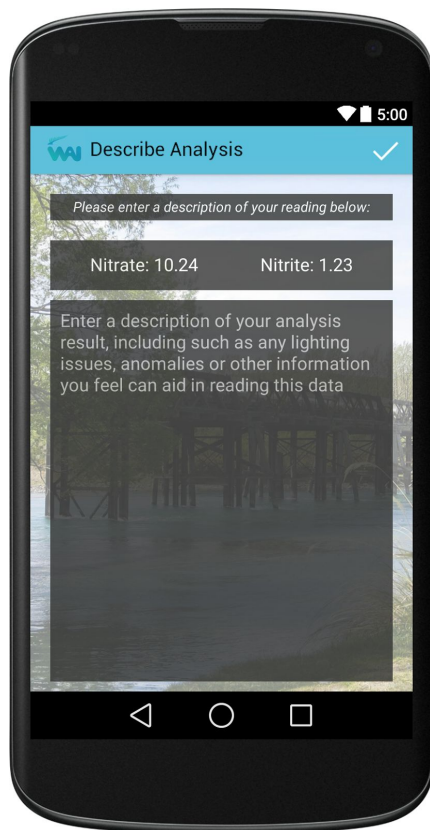 5:00
WAI Describe Analysis
Please enter a description of your reading below:
Nitrate: 10.24 Nitrite: 1.23
Enter a description of your analysis
result, including such as any lighting
issues, anomalies or other information
you feel can aid in reading this data